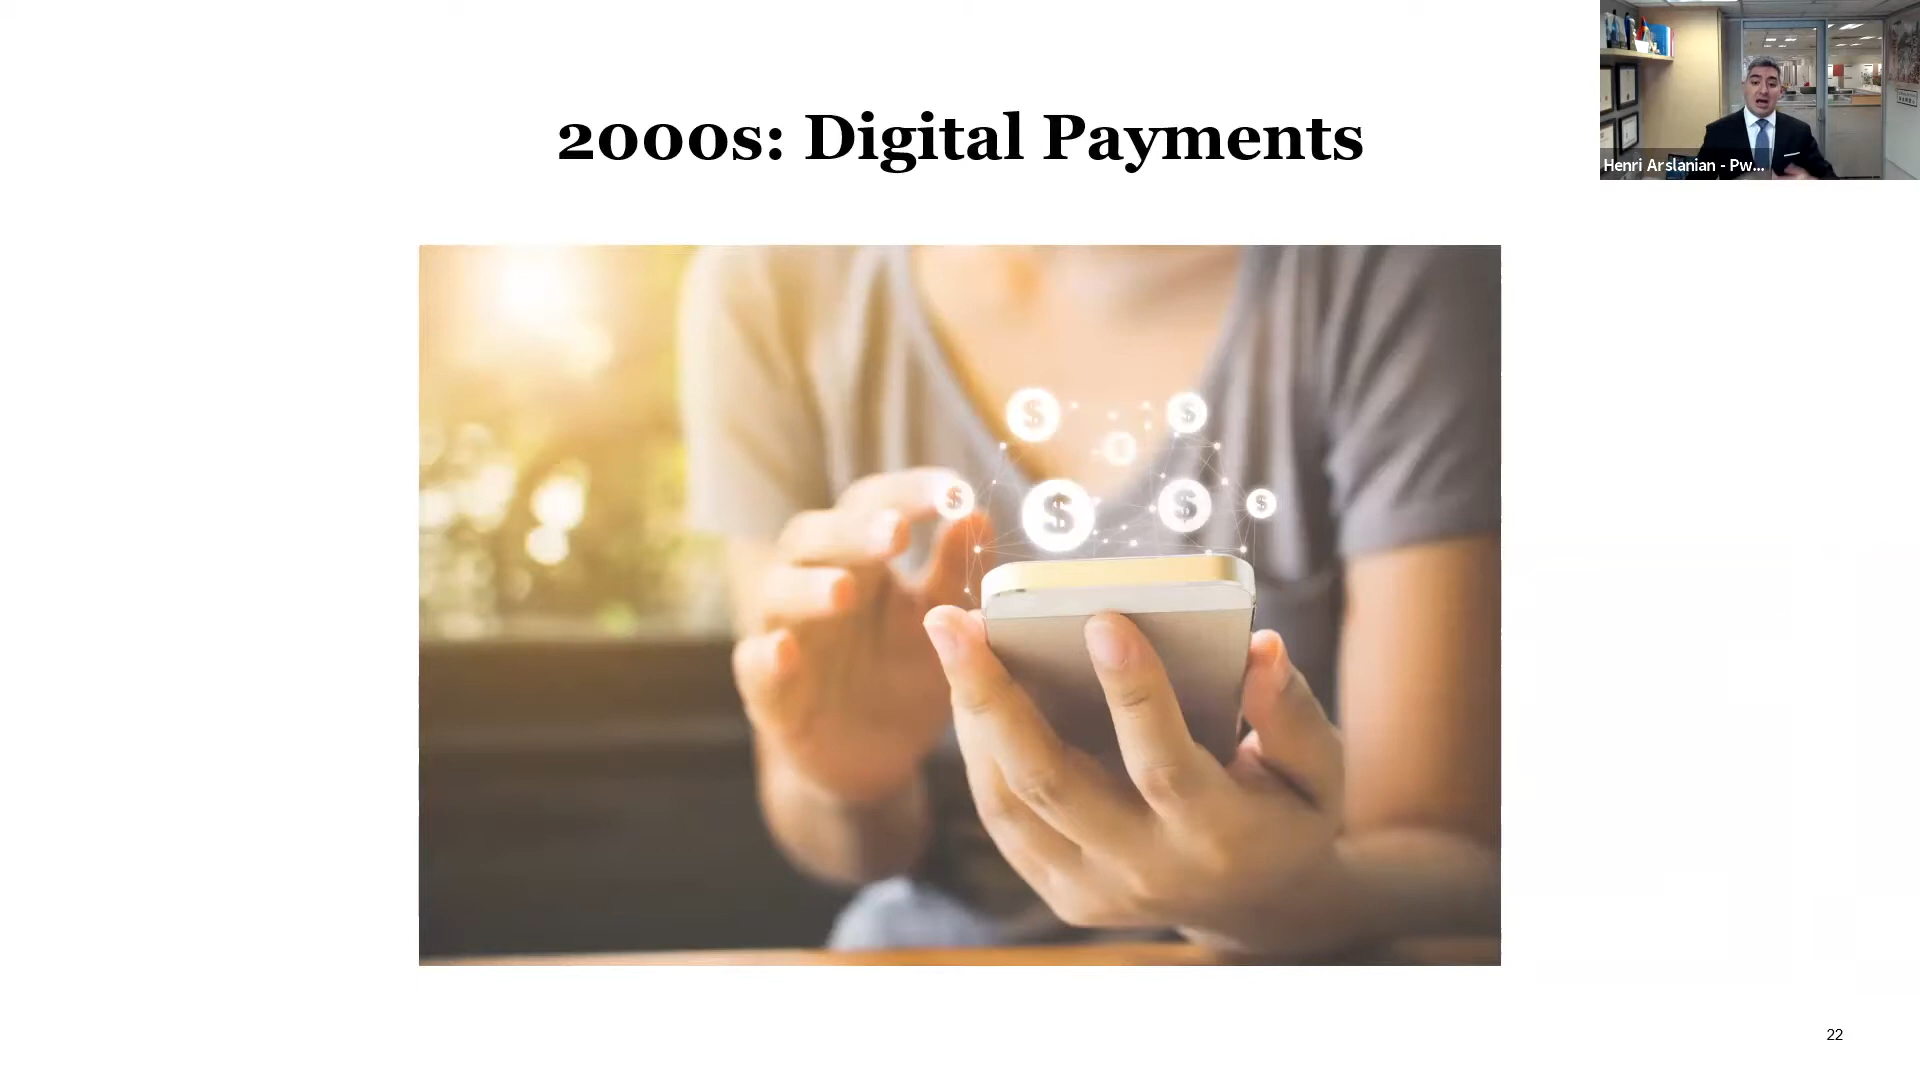 2000s: Digital Payments
Henri Arslanian - Pw...
$ $
$ $ $ $
22